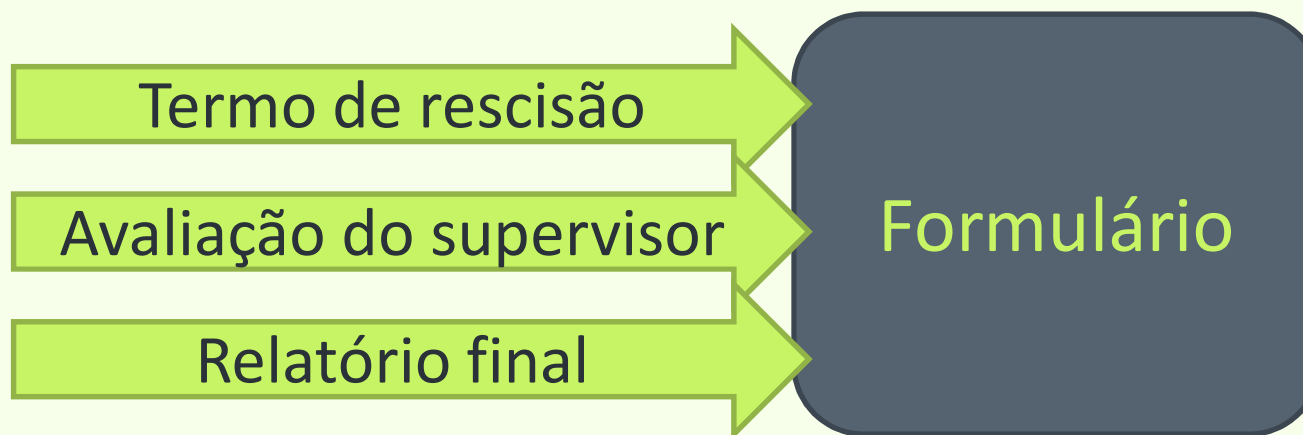 Termo de rescisão
Avaliação do supervisor
Formulário
Relatório final